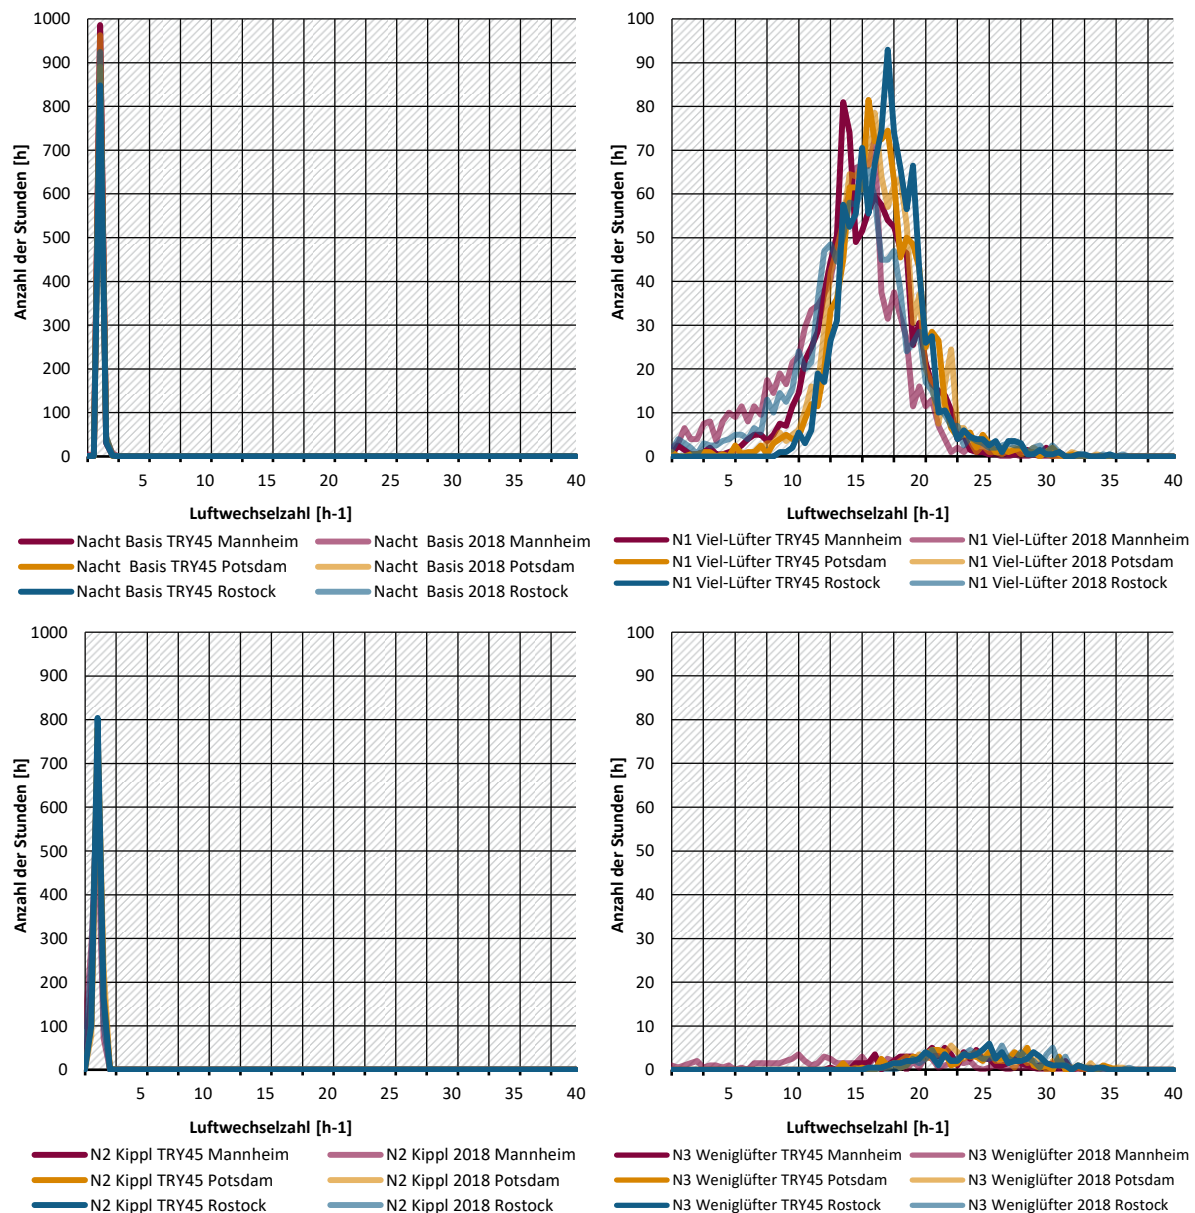 1000
900
800
700
600
500
400
300
200
100
0
Anzahl der Stunden [h]
5 10 15 20 25 30 35 40
Luftwechselzahl [h-1]
Nacht Basis TRY45 Mannheim Nacht Basis 2018 Mannheim
Nacht Basis TRY45 Potsdam Nacht Basis 2018 Potsdam
Nacht Basis TRY45 Rostock Nacht Basis 2018 Rostock
100
90
80
70
60
50
40
30
20
10
0
Anzahl der Stunden [h]
5 10 15 20 25 30 35 40
Luftwechselzahl [h-1]
N1 Viel-Lüfter TRY45 Mannheim N1 Viel-Lüfter 2018 Mannheim
N1 Viel-Lüfter TRY45 Potsdam N1 Viel-Lüfter 2018 Potsdam
N1 Viel-Lüfter TRY45 Rostock N1 Viel-Lüfter 2018 Rostock
1000
900
800
700
600
500
400
300
200
100
0
Anzahl der Stunden [h]
5 10 15 20 25 30 35 40
Luftwechselzahl [h-1]
N2 Kippl TRY45 Mannheim N2 Kippl 2018 Mannheim
N2 Kippl TRY45 Potsdam N2 Kippl 2018 Potsdam
N2 Kippl TRY45 Rostock N2 Kippl 2018 Rostock
100
90
80
70
60
50
40
30
20
10
0
Anzahl der Stunden [h]
5 10 15 20 25 30 35 40
Luftwechselzahl [h-1]
N3 Weniglüfter TRY45 Mannheim N3 Weniglüfter 2018 Mannheim
N3 Weniglüfter TRY45 Potsdam N3 Weniglüfter 2018 Potsdam
N3 Weniglüfter TRY45 Rostock N3 Weniglüfter 2018 Rostock